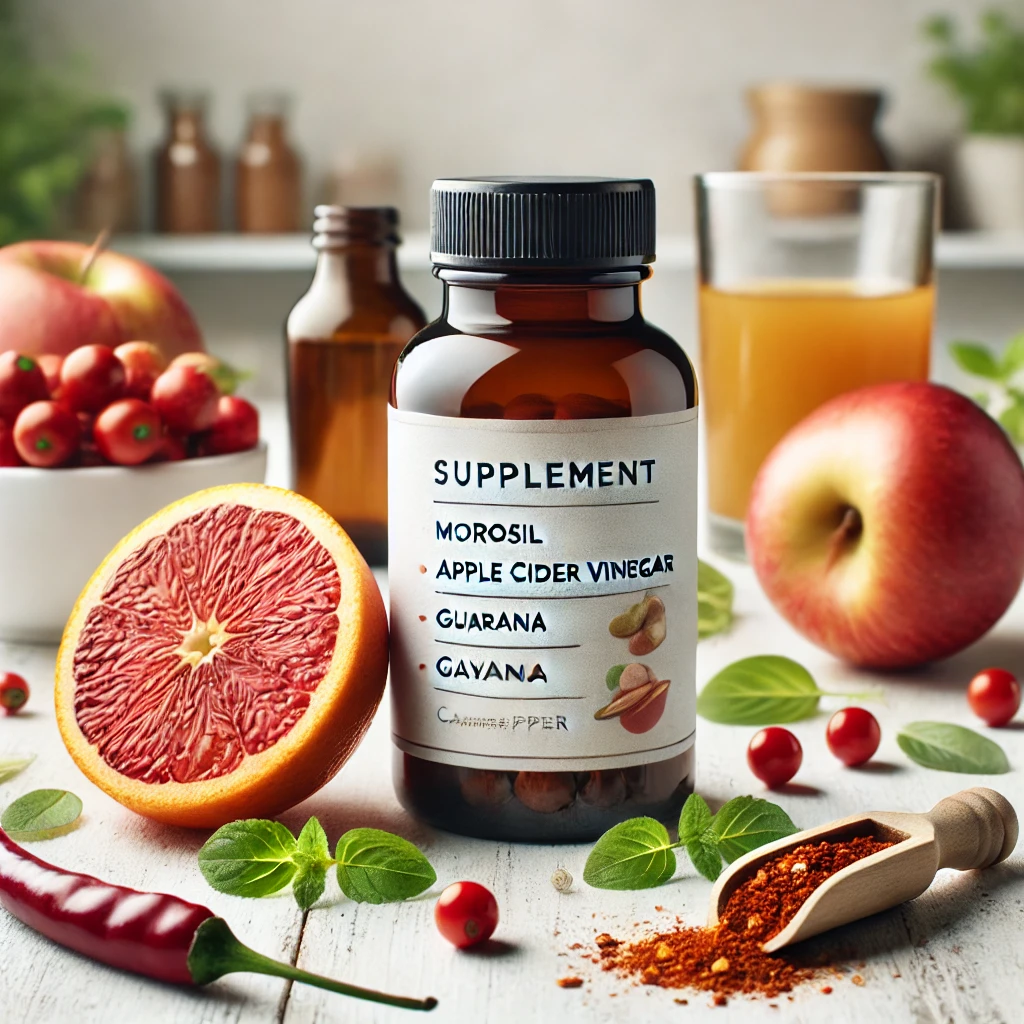 SUPPLEMENT
MOROSIL
• APPLE CIDER VINEGAR
• GUARANA
• GAYANA